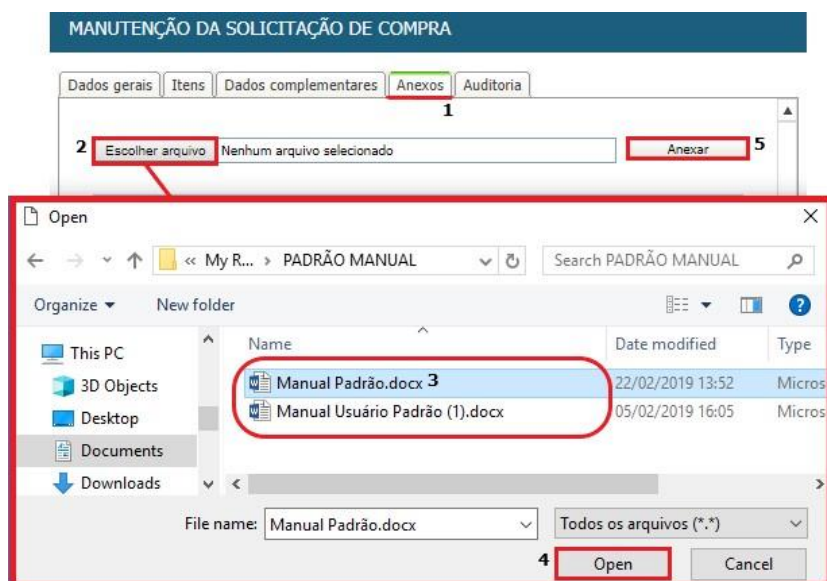 MANUTENÇÃO DA SOLICITAÇÃO DE COMPRA
Dados gerais Itens Dados complementares Anexos Auditoria
1
2 Escolher arquivo Nenhum arquivo selecionado Anexar 5
Open
« My R... › PADRÃO MANUAL Search PADRÃO MANUAL
Organize New folder
Name Date modified Type
This PC
3D Objects
Desktop
Documents
Downloads
Manual Padrão.docx 3 22/02/2019 13:52 Micros
Manual Usuário Padrão (1).docx 05/02/2019 16:05 Micros
File name: Manual Padrão.docx Todos os arquivos (*.*)
4 Open Cancel